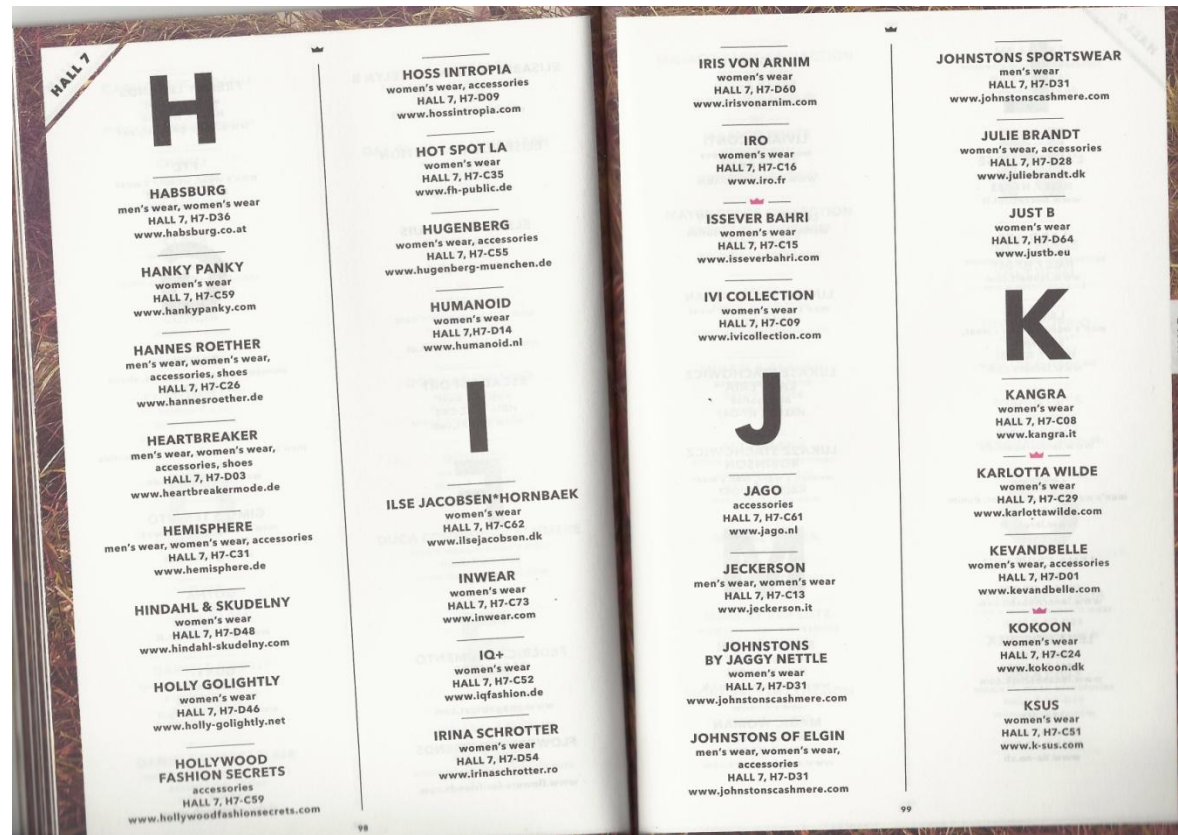 HALL 7
H
HABSBURG
men's wear, women's wear
HALL 7, H7-D36
www.habsburg.co.at
HANKY PANKY
women's wear
HALL 7, H7-C59
www.hankypanky.com
HANNES ROETHER
men's wear, women's wear,
accessories, shoes
HALL 7, H7-C26
www.hannesroether.de
HEARTBREAKER
men's wear, women's wear,
accessories, shoes
HALL 7, H7-D03
www.heartbreakermode.de
HEMISPHERE
men's wear, women's wear, accessories
HALL 7, H7-C31
www.hemisphere.de
HINDAHL & SKUDELNY
women's wear
HALL 7, H7-D48
www.hindahl-skudelny.com
HOLLY GOLIGHTLY
women's wear
HALL 7, H7-D46
www.holly-golightly.net
HOLLYWOOD
FASHION SECRETS
accessories
HALL 7, H7-C59
www.hollywoodfashionsecrets.com
HOSS INTROPIA
women's wear, accessories
HALL 7, H7-D09
www.hossintropia.com
HOT SPOT LA
women's wear
HALL 7, H7-C35
www.fh-public.de
HUGENBERG
women's wear, accessories
HALL 7, H7-C55
www.hugenberg-muenchen.de
HUMANOID
women's wear
HALL 7,H7-D14
www.humanoid.nl
I
ILSE JACOBSEN*HORNBAEK
women's wear
HALL 7, H7-C62
www.ilsejacobsen.dk
INWEAR
women's wear
HALL 7, H7-C73
www.inwear.com
IQ+
women's wear
HALL 7, H7-C52
www.iqfashion.de
IRINA SCHROTTER
women's wear
HALL 7, H7-D54
www.irinaschrotter.ro
98
IRIS VON ARNIM
women's wear
HALL 7, H7-D60
www.irisvonarnim.com
IRO
women's wear
HALL 7, H7-C16
www.iro.fr
ISSEVER BAHRI
women's wear
HALL 7, H7-C15
www.isseverbahri.com
IVI COLLECTION
women's wear
HALL 7, H7-C09
www.ivicollection.com
J
JAGO
accessories
HALL 7, H7-C61
www.jago.nl
JECKERSON
men's wear, women's wear
HALL 7, H7-C13
www.jeckerson.it
JOHNSTONS
BY JAGGY NETTLE
women's wear
HALL 7, H7-D31
www.johnstonscashmere.com
JOHNSTONS OF ELGIN
men's wear, women's wear,
accessories
HALL 7, H7-D31
www.johnstonscashmere.com
JOHNSTONS SPORTSWEAR
men's wear
HALL 7, H7-D31
www.johnstonscashmere.com
JULIE BRANDT
women's wear, accessories
HALL 7, H7-D28
www.juliebrandt.dk
JUST B
women's wear
HALL 7, H7-D64
www.justb.eu
K
KANGRA
women's wear
HALL 7, H7-C08
www.kangra.it
KARLOTTA WILDE
women's wear
HALL 7, H7-C29
www.karlottawilde.com
KEVANDBELLE
women's wear, accessories
HALL 7, H7-D01
www.kevandbelle.com
KOKOON
women's wear
HALL 7, H7-C24
www.kokoon.dk
KSUS
women's wear
HALL 7, H7-C51
www.k-sus.com
99